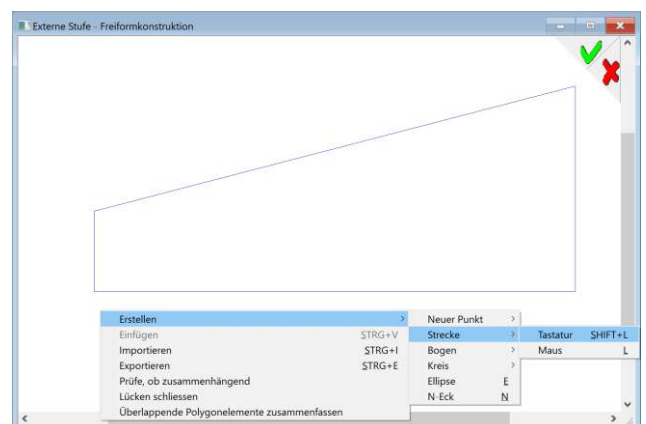 Externe Stufe - Freiformkonstruktion
Erstellen >
Einfügen STRG+V
Importieren STRG+I
Exportieren STRG+E
Prüfe, ob zusammenhängend
Lücken schliessen
Überlappende Polygonelemente zusammenfassen
Neuer Punkt >
Strecke >
Bogen >
Kreis >
Ellipse E
N-Eck N
Tastatur SHIFT+L
Maus L